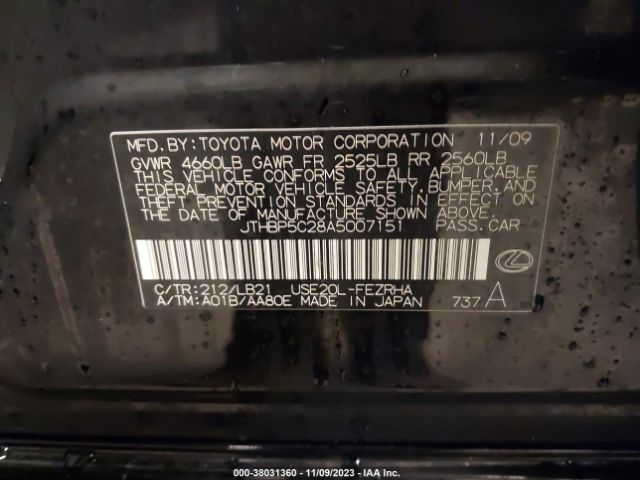 MFD. BY: TOYOTA MOTOR CORPORATION 11/09
GVWR 4660LB GAWR FR 2525LB RR 2560LB
THIS VEHICLE CONFORMS TO ALL APPLICABLE
FEDERAL MOTOR VEHICLE SAFETY, BUMPER, AND
THEFT PREVENTION STANDARDS IN EFFECT ON
THE DATE OF MANUFACTURE SHOWN ABOVE.
JTHBP5C28A5007151 PASS. CAR
C/TR: 212/LB21 USE20L-FEZRHA
A/TM: A01B/AA80E MADE IN JAPAN 737 A
000-38031360 - 11/09/2023 - IAA Inc.